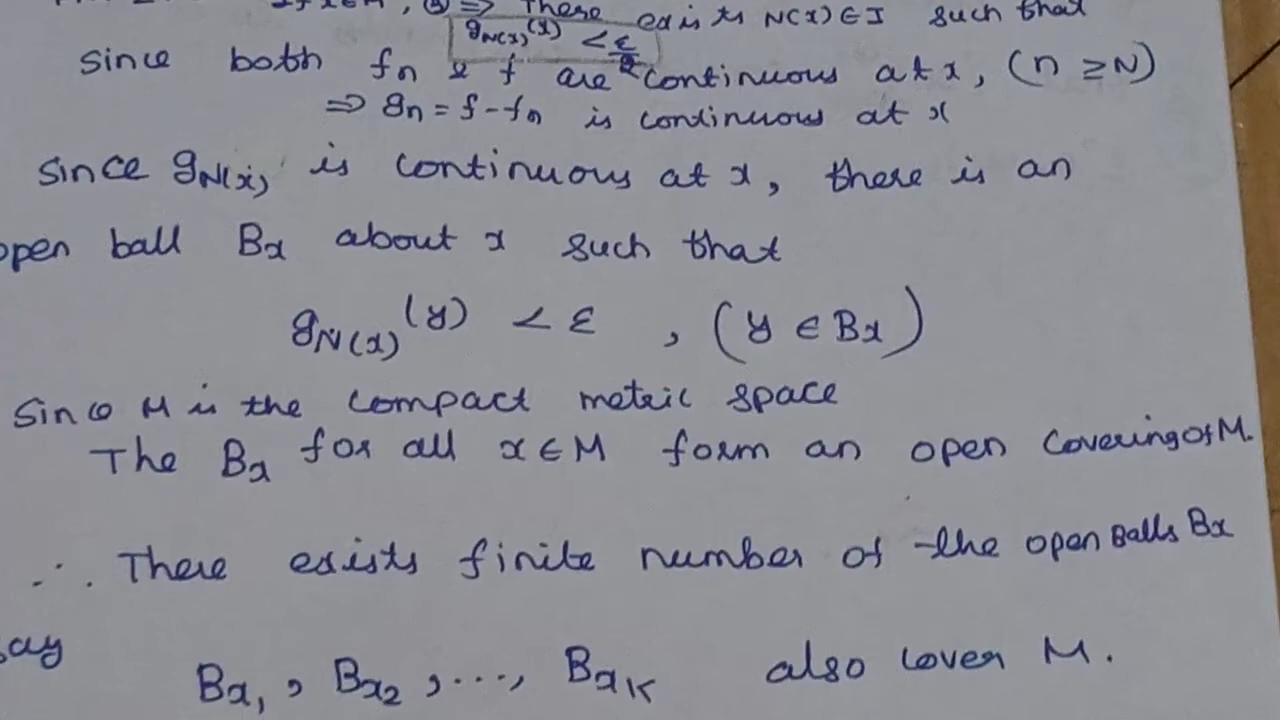 There exists N(x) ∈ I such that
g_N(x)(x) < ε/2
Since both fn & f are continuous at x, (n ≥ N)
⇒ gn = f - fn is continuous at x
Since g_N(x) is continuous at x, there is an
open ball Bx about x such that
g_N(x)(y) < ε , (y ∈ Bx)
Since M is the compact metric space
The Bx for all x ∈ M form an open Covering of M.
∴ There exists finite number of the open Balls Bx
Say
Bx1, Bx2, ..., Bxk also cover M.